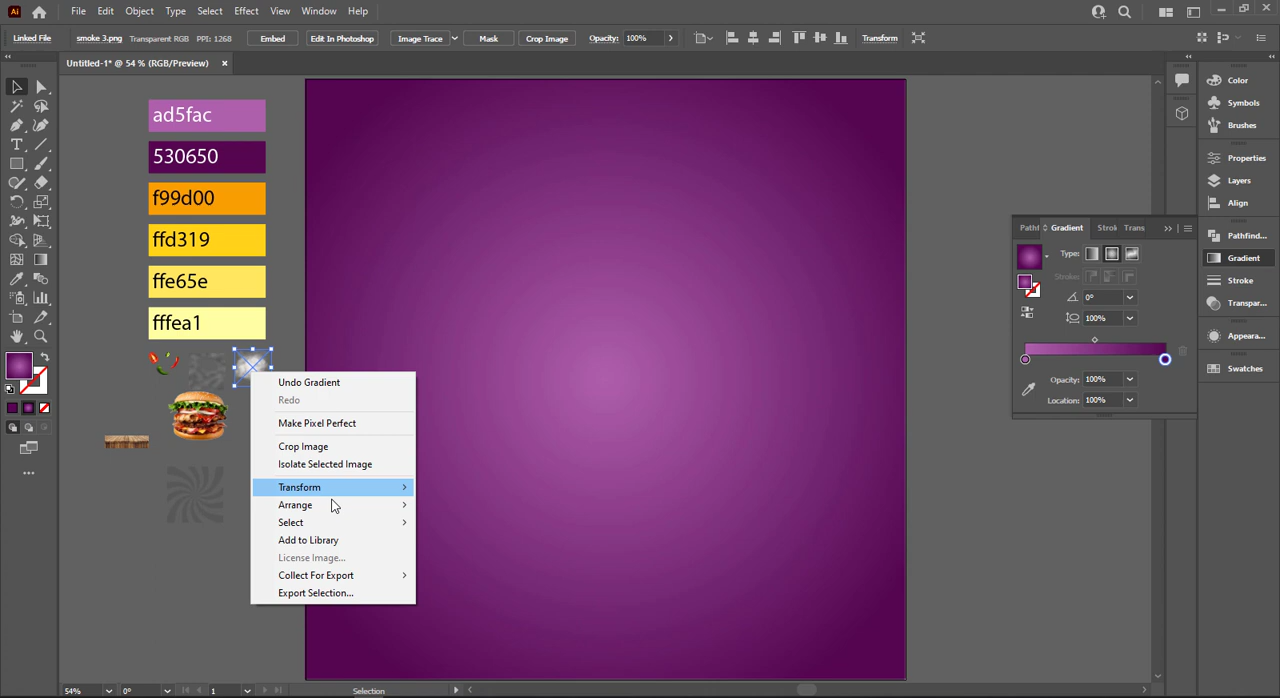 Ai File Edit Object Type Select Effect View Window Help
Linked File smoke 3.png Transparent RGB PPI: 1268 Embed Edit In Photoshop Image Trace Mask Crop Image Opacity: 100% Transform
Untitled-1* @ 54 % (RGB/Preview) ×
ad5fac
530650
f99d00
ffd319
ffe65e
fffea1
Undo Gradient
Redo
Make Pixel Perfect
Crop Image
Isolate Selected Image
Transform
Arrange
Select
Add to Library
License Image...
Collect For Export
Export Selection...
Pathf Gradient Strok Trans
Type:
Stroke:
0°
100%
Opacity: 100%
Location: 100%
Color
Symbols
Brushes
Properties
Layers
Align
Pathfind...
Gradient
Stroke
Transpar...
Appeara...
Swatches
54% 0° 1 Selection